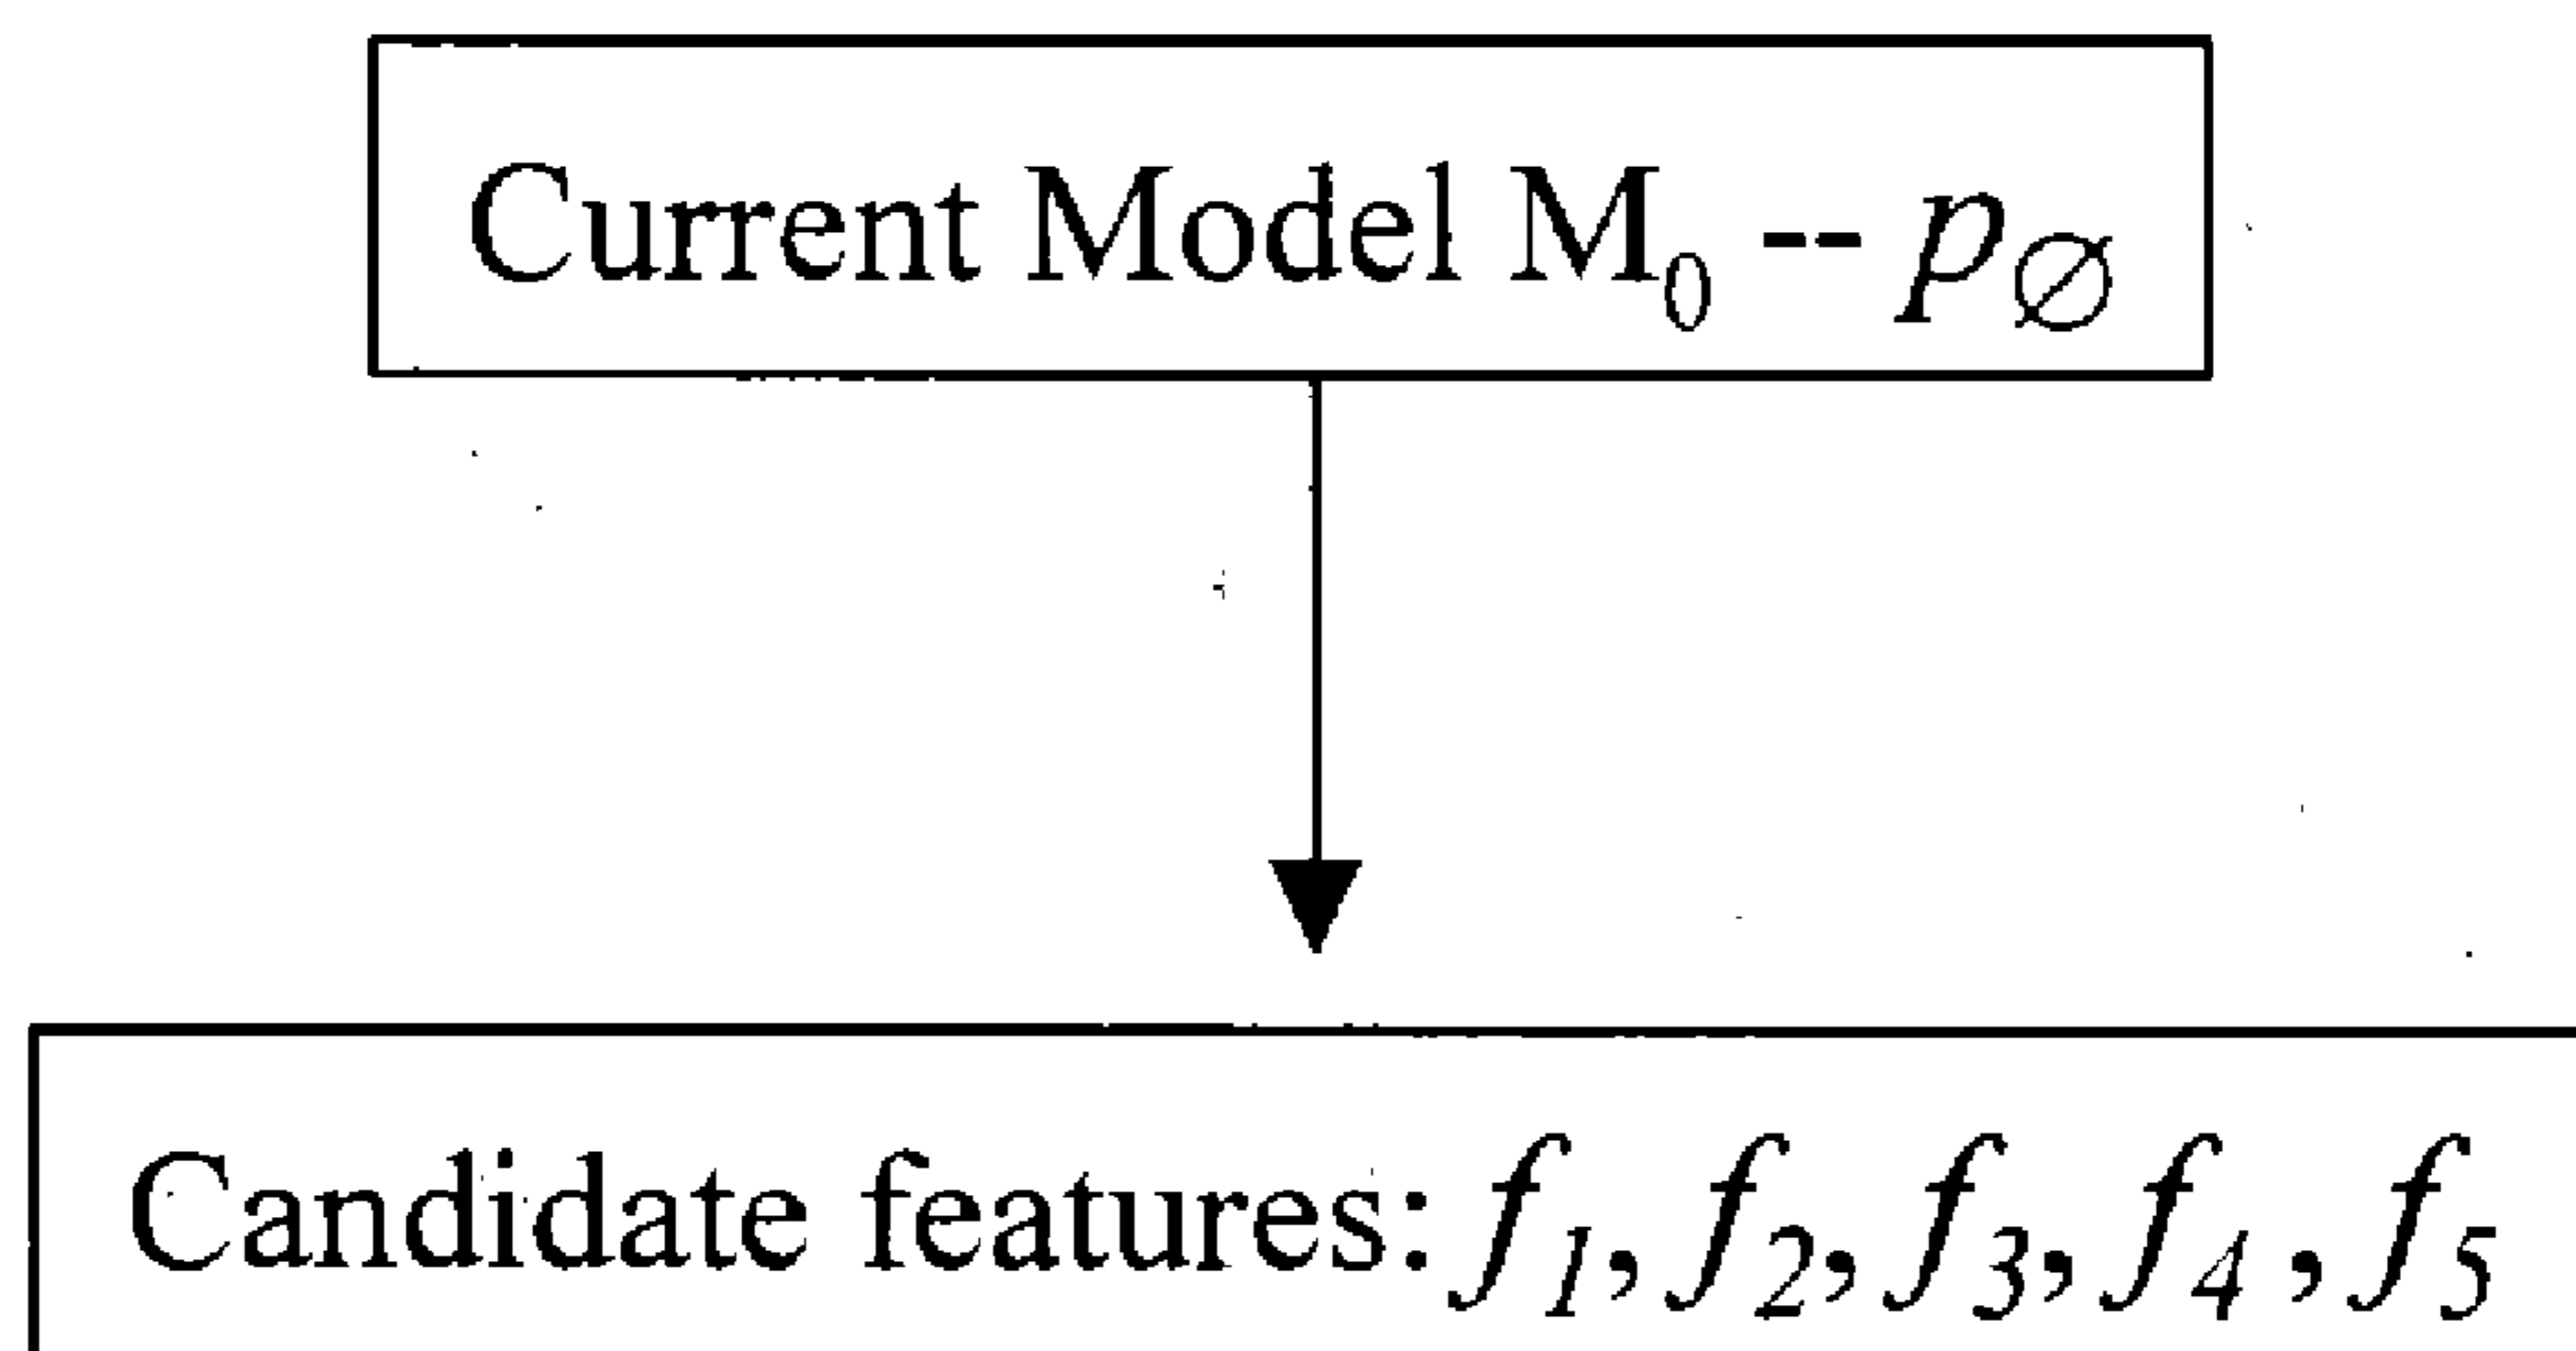 Current Model M₀ -- p∅
Candidate features: f₁, f₂, f₃, f₄ , f₅